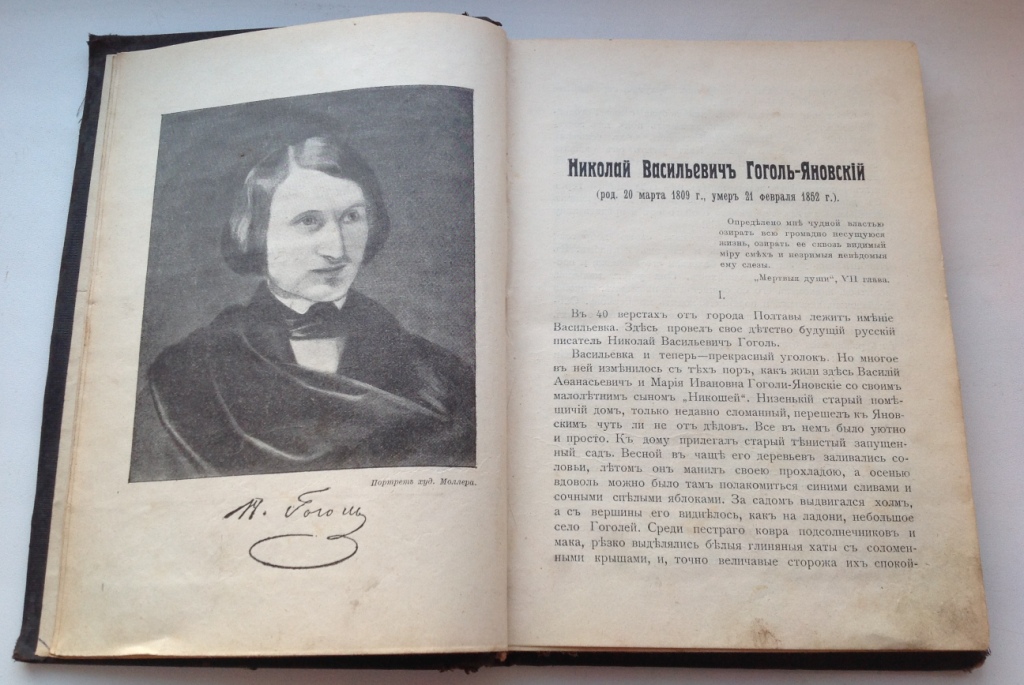 Портретъ худ. Моллера.
Н. Гоголь
Николай Васильевичъ Гоголь-Яновскій
(род. 20 марта 1809 г., умеръ 21 февраля 1852 г.).
Опредѣлено мнѣ чудной властью
озирать всю громадно несущуюся
жизнь, озирать ее сквозь видимый
міру смѣхъ и незримыя невѣдомыя
ему слезы.
„Мертвыя души“, VII глава.
I.
Въ 40 верстахъ отъ города Полтавы лежитъ имѣніе
Васильевка. Здѣсь провелъ свое дѣтство будущій русскій
писатель Николай Васильевичъ Гоголь.
Васильевка и теперь—прекрасный уголокъ. Но многое
въ ней измѣнилось съ тѣхъ поръ, какъ жили здѣсь Василій
Аѳанасьевичъ и Марія Ивановна Гоголи-Яновскіе со своимъ
малолѣтнимъ сыномъ „Никошей“. Низенькій старый помѣ-
щичій домъ, только недавно сломанный, перешелъ къ Янов-
скимъ чуть ли не отъ дѣдовъ. Все въ немъ было уютно
и просто. Къ дому прилегалъ старый тѣнистый запущен-
ный садъ. Весной въ чащѣ его деревьевъ заливались со-
ловьи, лѣтомъ онъ манилъ своею прохладою, а осенью
вдоволь можно было тамъ полакомиться синими сливами и
сочными спѣлыми яблоками. За садомъ выдвигался холмъ,
а съ вершины его виднѣлось, какъ на ладони, небольшое
село Гоголей. Среди пестраго ковра подсолнечниковъ и
мака, рѣзко выдѣлялись бѣлыя глиняныя хаты съ соломен-
ными крышами, и, точно величавые сторожа ихъ спокой-